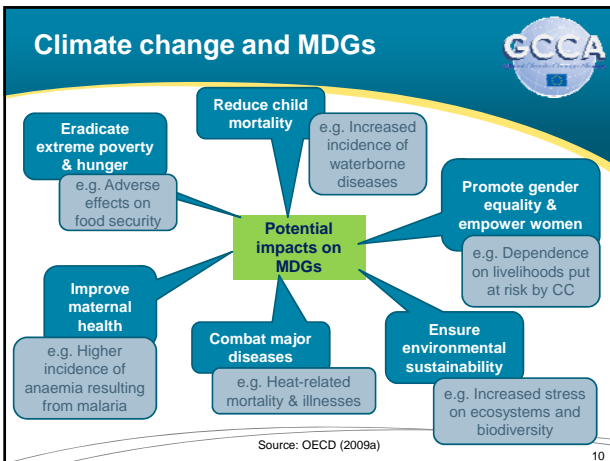 Climate change and MDGs
GCCA
Reduce child
mortality
e.g. Increased
incidence of
waterborne
diseases
Eradicate
extreme poverty
& hunger
e.g. Adverse
effects on
food security
Promote gender
equality &
empower women
e.g. Dependence
on livelihoods put
at risk by CC
Potential
impacts on
MDGs
Improve
maternal
health
e.g. Higher
incidence of
anaemia resulting
from malaria
Combat major
diseases
e.g. Heat-related
mortality & illnesses
Ensure
environmental
sustainability
e.g. Increased stress
on ecosystems and
biodiversity
Source: OECD (2009a)
10